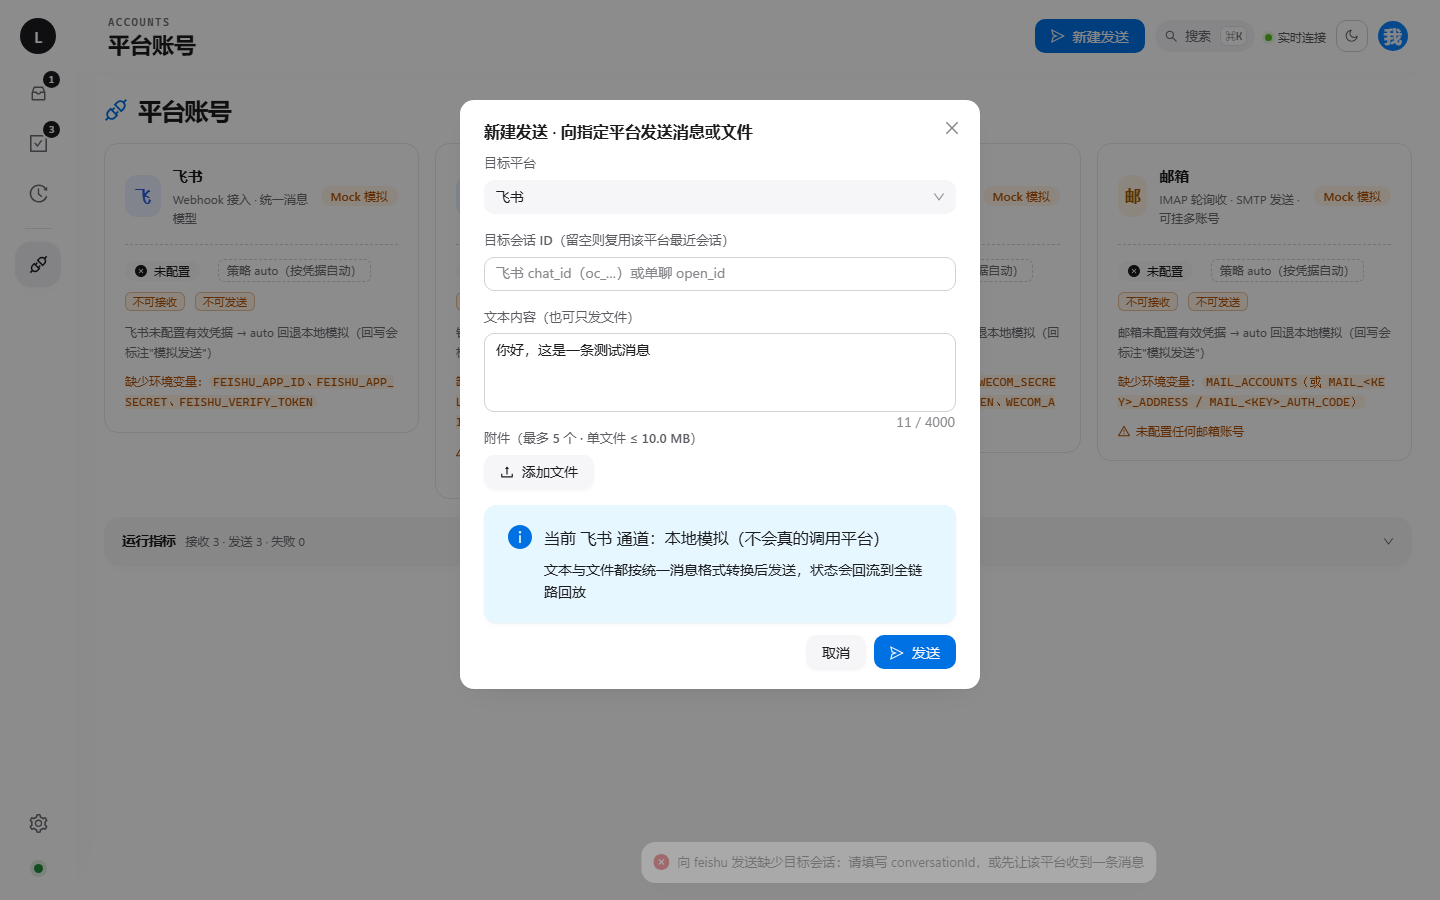 L
ACCOUNTS
平台账号
新建发送
搜索
⌘K
实时连接
我
1
3
平台账号
飞
飞书
Webhook 接入 · 统一消息
模型
Mock 模拟
未配置
策略 auto（按凭据自动）
不可接收
不可发送
飞书未配置有效凭据 → auto 回退本地模拟（回写会
标注"模拟发送"）
缺少环境变量： FEISHU_APP_ID、FEISHU_APP_
SECRET、FEISHU_VERIFY_TOKEN
Mock 模拟
据自动）
退本地模拟（回
WECOM_SECRE
EN、WECOM_A
邮
邮箱
IMAP 轮询收 · SMTP 发送 ·
可挂多账号
Mock 模拟
未配置
策略 auto（按凭据自动）
不可接收
不可发送
邮箱未配置有效凭据 → auto 回退本地模拟（回写会
标注"模拟发送"）
缺少环境变量： MAIL_ACCOUNTS（或 MAIL_<KE
Y>_ADDRESS / MAIL_<KEY>_AUTH_CODE）
未配置任何邮箱账号
运行指标 接收 3 · 发送 3 · 失败 0
新建发送 · 向指定平台发送消息或文件
目标平台
飞书
目标会话 ID（留空则复用该平台最近会话）
飞书 chat_id（oc_...）或单聊 open_id
文本内容（也可只发文件）
你好，这是一条测试消息
11 / 4000
附件（最多 5 个 · 单文件 ≤ 10.0 MB）
添加文件
当前 飞书 通道：本地模拟（不会真的调用平台）
文本与文件都按统一消息格式转换后发送，状态会回流到全链
路回放
取消
发送
向 feishu 发送缺少目标会话：请填写 conversationId，或先让该平台收到一条消息